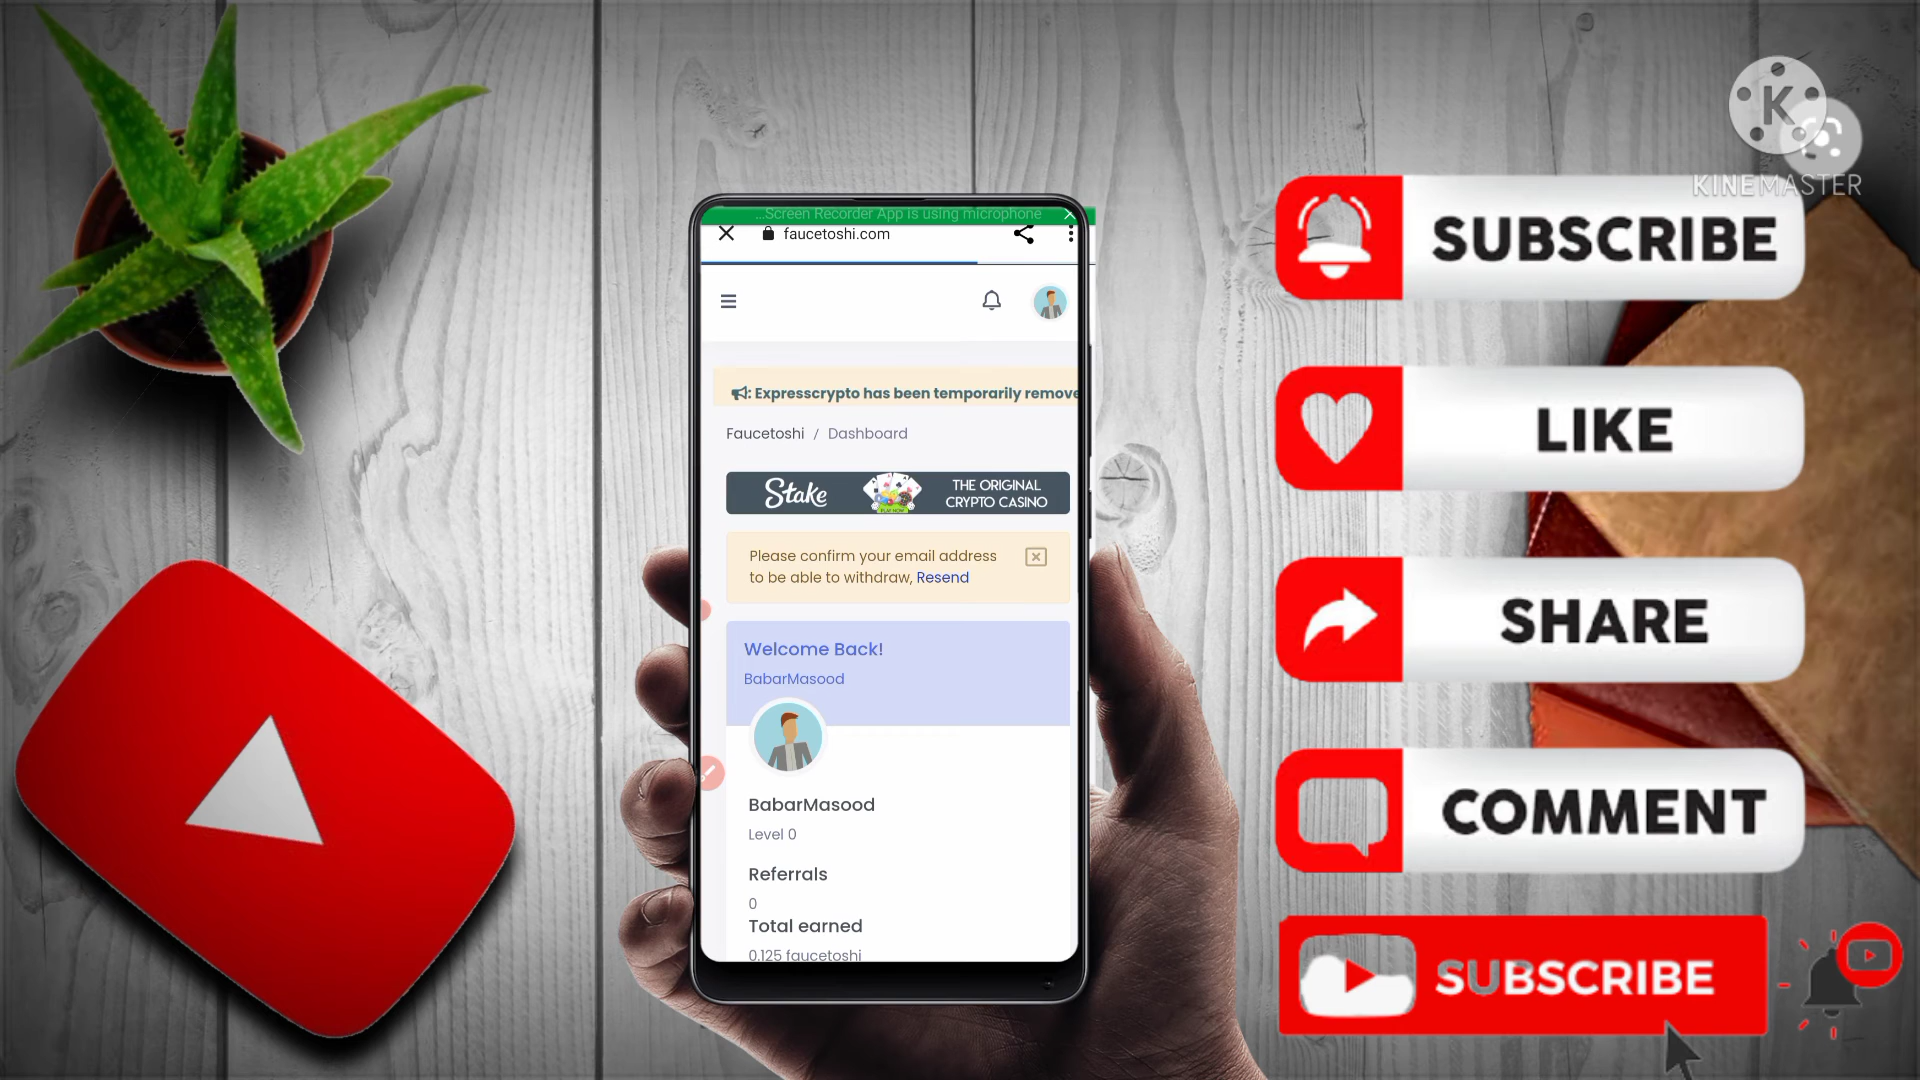 K
KINEMASTER
...Screen Recorder App is using microphone
faucetoshi.com
: Expresscrypto has been temporarily remove
Faucetoshi / Dashboard
Stake
PLAY NOW
THE ORIGINAL
CRYPTO CASINO
Please confirm your email address
to be able to withdraw, Resend
Welcome Back!
BabarMasood
BabarMasood
Level 0
Referrals
0
Total earned
0.125 faucetoshi
SUBSCRIBE
LIKE
SHARE
COMMENT
SUBSCRIBE